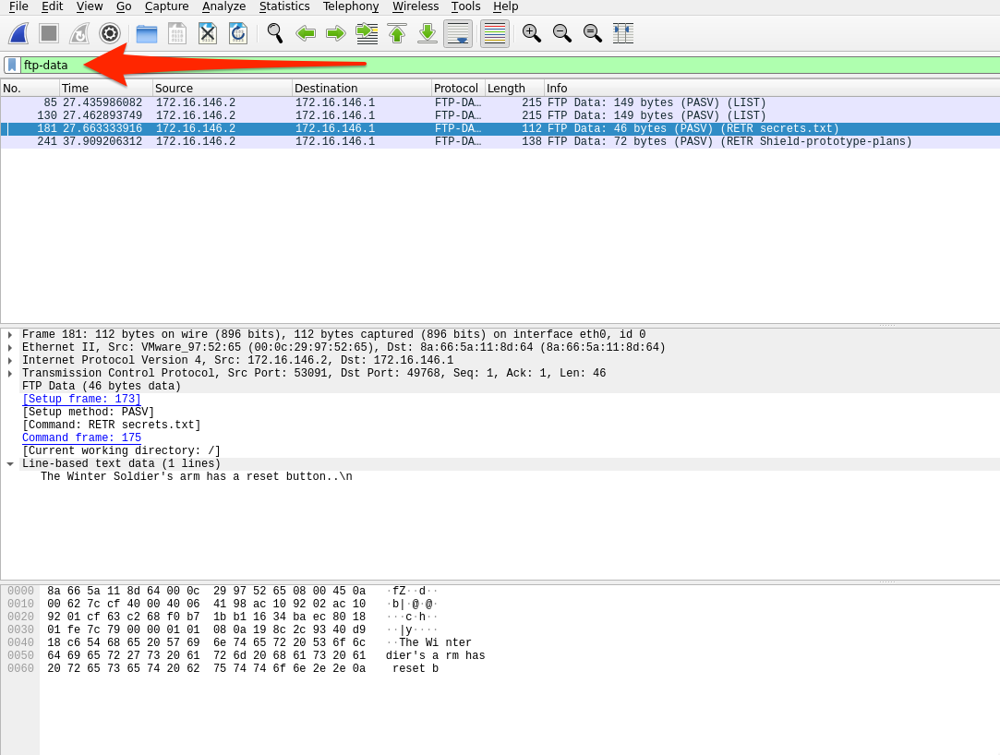 File Edit View Go Capture Analyze Statistics Telephony Wireless Tools Help
ftp-data
No. Time Source Destination Protocol Length Info
85 27.435986082 172.16.146.2 172.16.146.1 FTP-DA… 215 FTP Data: 149 bytes (PASV) (LIST)
130 27.462893749 172.16.146.2 172.16.146.1 FTP-DA… 215 FTP Data: 149 bytes (PASV) (LIST)
181 27.663333916 172.16.146.2 172.16.146.1 FTP-DA… 112 FTP Data: 46 bytes (PASV) (RETR secrets.txt)
241 37.909206312 172.16.146.2 172.16.146.1 FTP-DA… 138 FTP Data: 72 bytes (PASV) (RETR Shield-prototype-plans)
Frame 181: 112 bytes on wire (896 bits), 112 bytes captured (896 bits) on interface eth0, id 0
Ethernet II, Src: VMware_97:52:65 (00:0c:29:97:52:65), Dst: 8a:66:5a:11:8d:64 (8a:66:5a:11:8d:64)
Internet Protocol Version 4, Src: 172.16.146.2, Dst: 172.16.146.1
Transmission Control Protocol, Src Port: 53091, Dst Port: 49768, Seq: 1, Ack: 1, Len: 46
FTP Data (46 bytes data)
[Setup frame: 173]
[Setup method: PASV]
[Command: RETR secrets.txt]
Command frame: 175
[Current working directory: /]
Line-based text data (1 lines)
The Winter Soldier's arm has a reset button..\n
0000 8a 66 5a 11 8d 64 00 0c 29 97 52 65 08 00 45 0a ·fZ··d··
0010 00 62 7c cf 40 00 40 06 41 98 ac 10 92 02 ac 10 ·b|·@·@·
0020 92 01 cf 63 c2 68 f0 b7 1b b1 16 34 ba ec 80 18 ···c·h··
0030 01 fe 7c 79 00 00 01 01 08 0a 19 8c 2c 93 40 d9 ··|y····
0040 18 c6 54 68 65 20 57 69 6e 74 65 72 20 53 6f 6c ··The Wi nter
0050 64 69 65 72 27 73 20 61 72 6d 20 68 61 73 20 61 dier's a rm has
0060 20 72 65 73 65 74 20 62 75 74 74 6f 6e 2e 2e 0a reset b